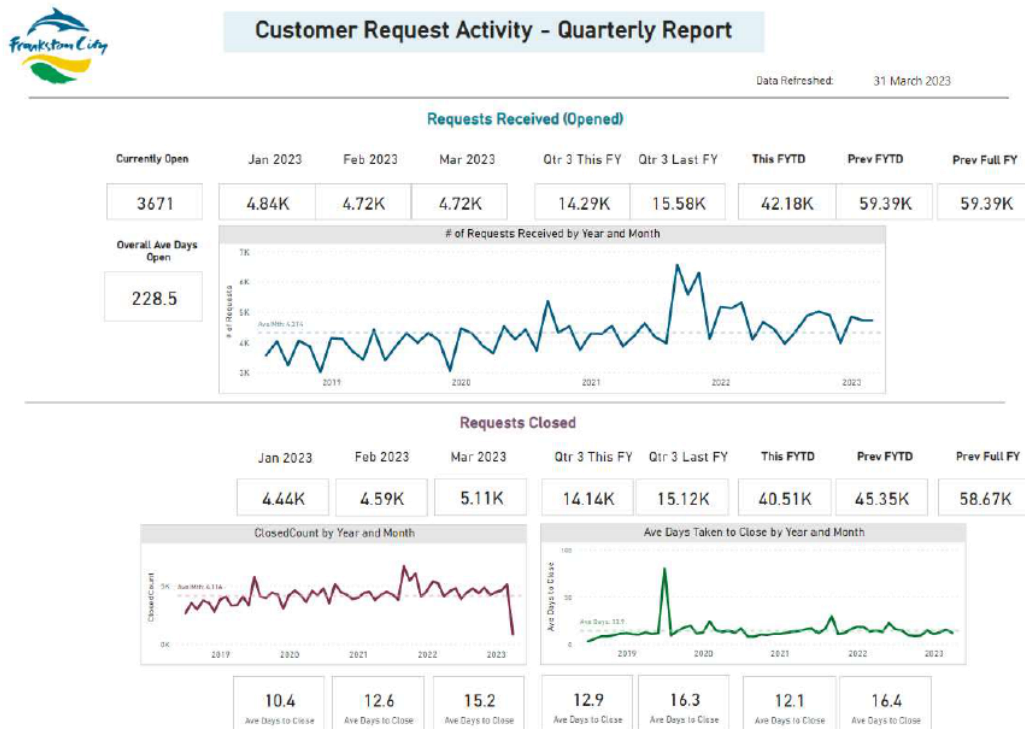 Frankston City
Customer Request Activity - Quarterly Report
Data Refreshed: 31 March 2023
Requests Received (Opened)
Currently Open Jan 2023 Feb 2023 Mar 2023 Qtr 3 This FY Qtr 3 Last FY This FYTD Prev FYTD Prev Full FY
3671 4.84K 4.72K 4.72K 14.29K 15.58K 42.18K 59.39K 59.39K
Overall Ave Days Open
228.5
# of Requests Received by Year and Month
# of Requests
7K
6K
5K
4K
3K
2019 2020 2021 2022 2023
Requests Closed
Jan 2023 Feb 2023 Mar 2023 Qtr 3 This FY Qtr 3 Last FY This FYTD Prev FYTD Prev Full FY
4.44K 4.59K 5.11K 14.14K 15.12K 40.51K 45.35K 58.67K
ClosedCount by Year and Month
ClosedCount
5K
0K
2019 2020 2021 2022 2023
Ave Days Taken to Close by Year and Month
Ave Days to Close
100
50
0
2019 2020 2021 2022 2023
10.4 12.6 15.2 12.9 16.3 12.1 16.4
Ave Days to Close Ave Days to Close Ave Days to Close Ave Days to Close Ave Days to Close Ave Days to Close Ave Days to Close